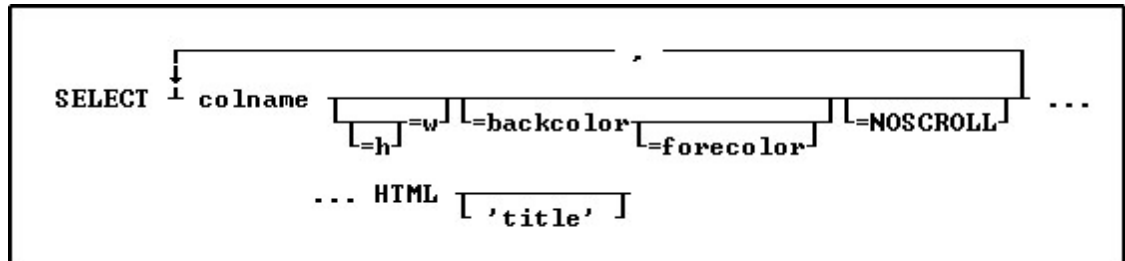 ,
SELECT colname ...
=h =w =backcolor =forecolor =NOSCROLL
... HTML 'title'